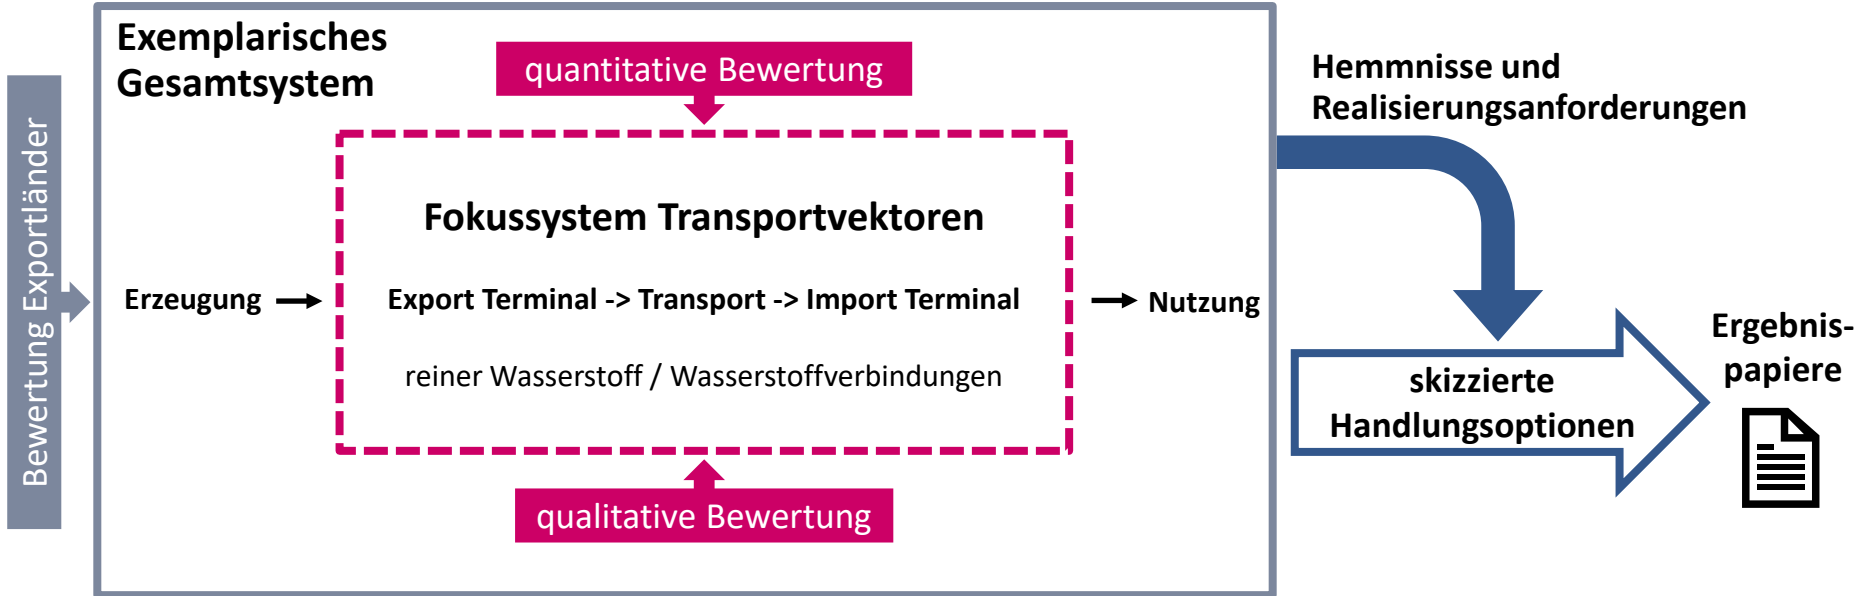 Bewertung Exportländer
Exemplarisches
Gesamtsystem
quantitative Bewertung
Fokussystem Transportvektoren
Erzeugung
Export Terminal -> Transport -> Import Terminal
Nutzung
reiner Wasserstoff / Wasserstoffverbindungen
qualitative Bewertung
Hemmnisse und
Realisierungsanforderungen
skizzierte
Handlungsoptionen
Ergebnis-
papiere